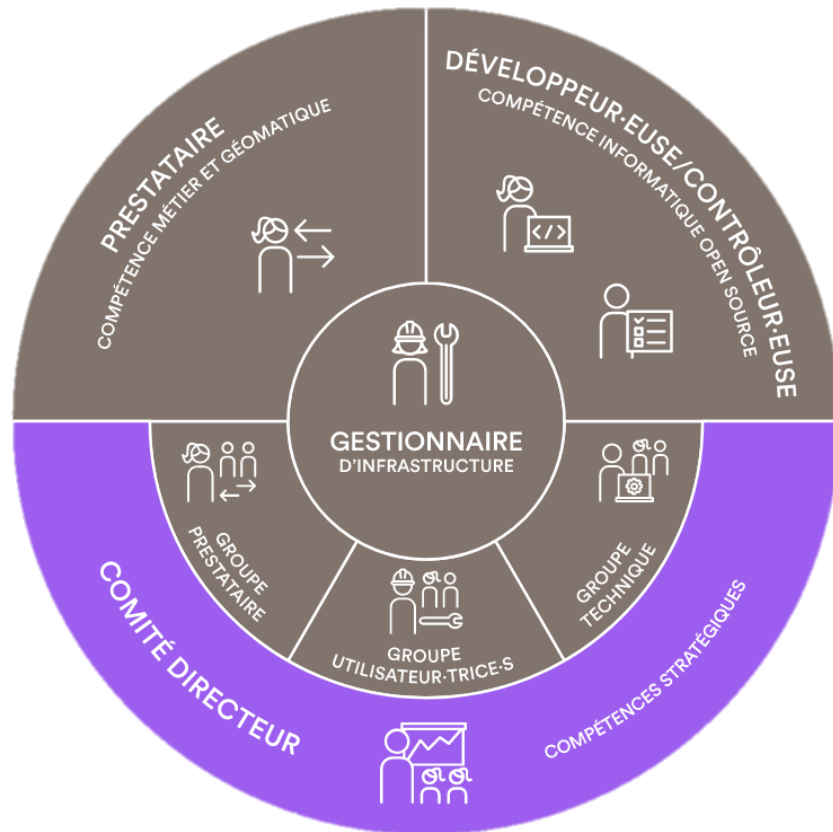 PRESTATAIRE
COMPÉTENCE MÉTIER ET GÉOMATIQUE
DÉVELOPPEUR·EUSE/CONTRÔLEUR·EUSE
COMPÉTENCE INFORMATIQUE OPEN SOURCE
</>
GESTIONNAIRE
D'INFRASTRUCTURE
GROUPE
PRESTATAIRE
GROUPE
UTILISATEUR·TRICE·S
GROUPE
TECHNIQUE
COMITÉ DIRECTEUR
COMPÉTENCES STRATÉGIQUES